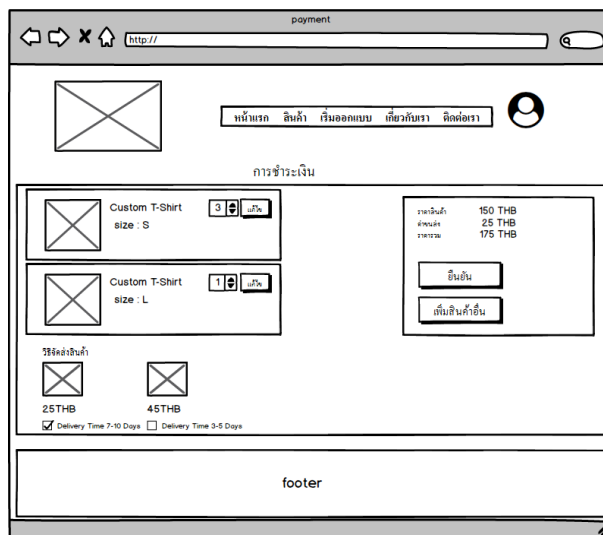 payment
http://
หน้าแรก สินค้า เริ่มออกแบบ เกี่ยวกับเรา ติดต่อเรา
การชำระเงิน
Custom T-Shirt 3 แก้ไข
size : S
Custom T-Shirt 1 แก้ไข
size : L
ราคาสินค้า 150 THB
ค่าขนส่ง 25 THB
ราคารวม 175 THB
ยืนยัน
เพิ่มสินค้าอื่น
วิธีจัดส่งสินค้า
25THB 45THB
Delivery Time 7-10 Days Delivery Time 3-5 Days
footer